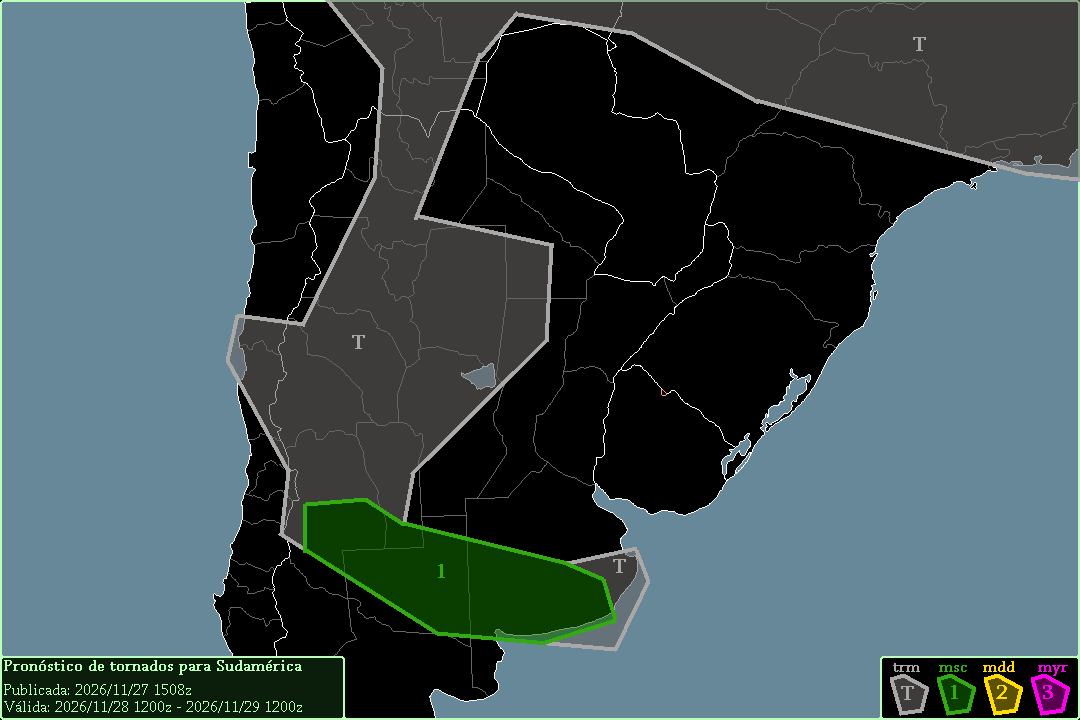 T
T
T
1
Pronóstico de tornados para Sudamérica
Publicada: 2026/11/27 1508z
Válida: 2026/11/28 1200z - 2026/11/29 1200z
trm msc mdd myr
T 1 2 3